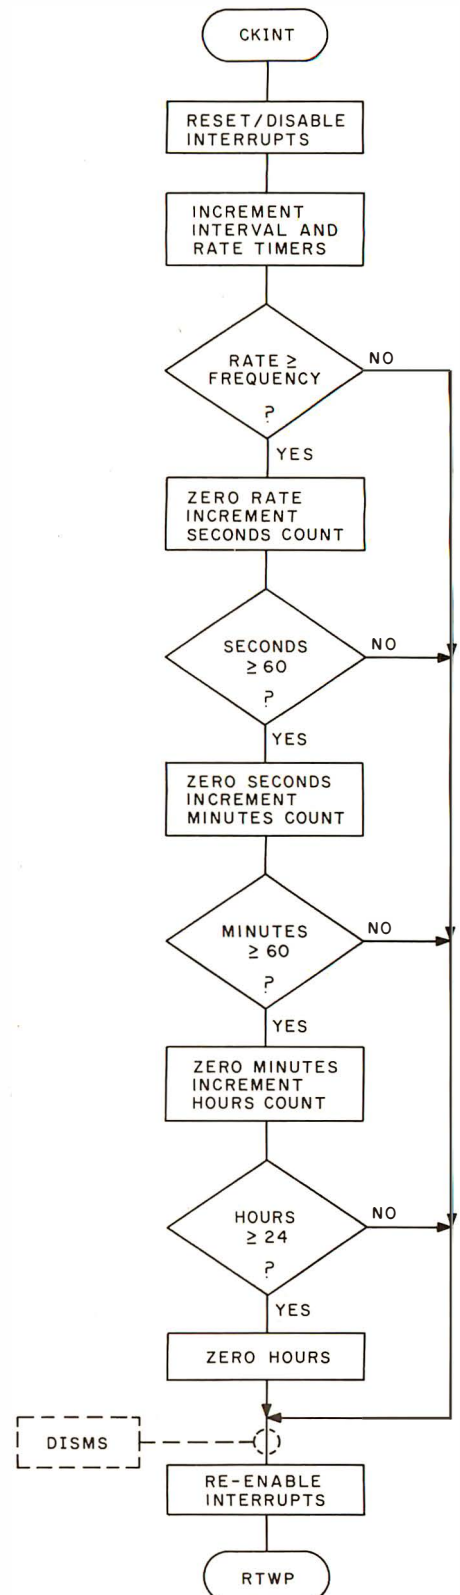 CKINT
RESET/DISABLE
INTERRUPTS
INCREMENT
INTERVAL AND
RATE TIMERS
RATE ≥
FREQUENCY
?
NO
YES
ZERO RATE
INCREMENT
SECONDS COUNT
SECONDS
≥ 60
?
NO
YES
ZERO SECONDS
INCREMENT
MINUTES COUNT
MINUTES
≥ 60
?
NO
YES
ZERO MINUTES
INCREMENT
HOURS COUNT
HOURS
≥ 24
?
NO
YES
ZERO HOURS
DISMS
RE-ENABLE
INTERRUPTS
RTWP